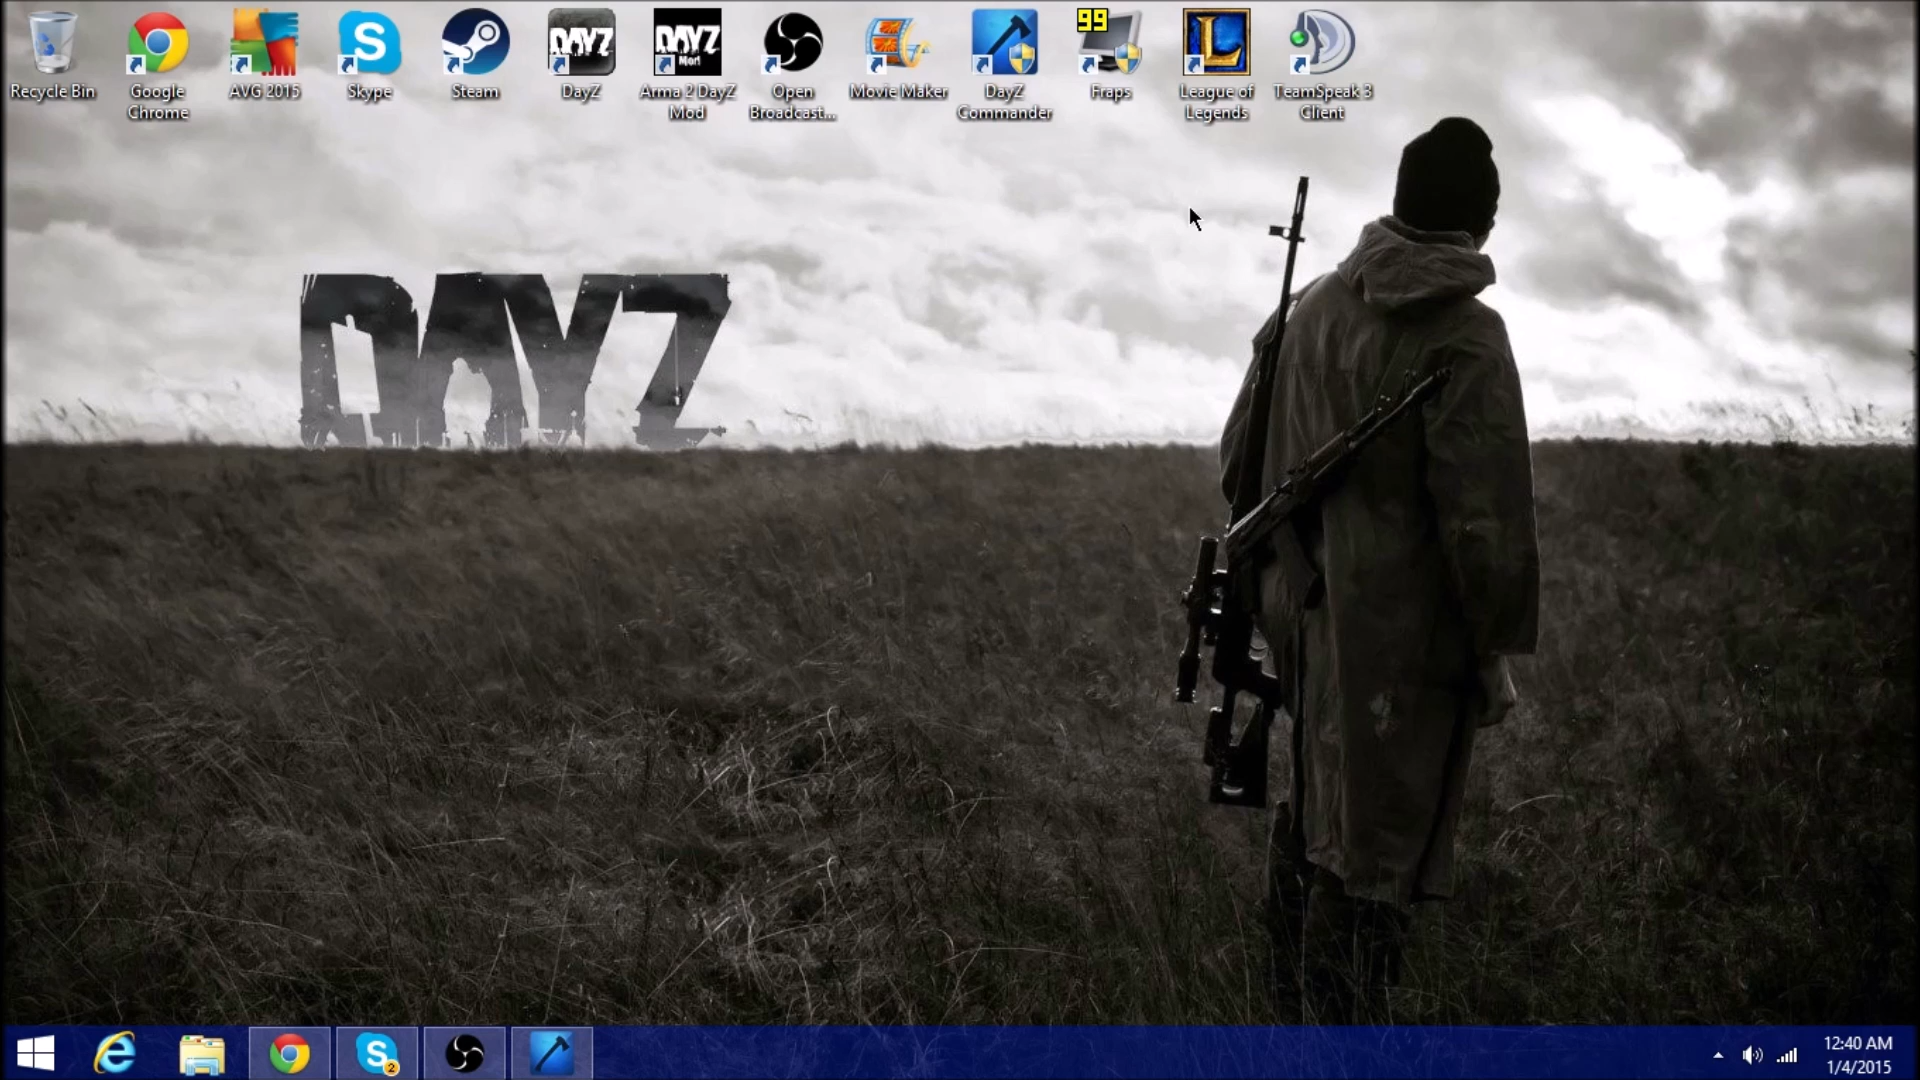 Recycle Bin
Google
Chrome
AVG 2015
Skype
Steam
DAYZ
DayZ
DAYZ
Mod
Arma 2 DayZ
Mod
Open
Broadcast...
Movie Maker
DayZ
Commander
99
Fraps
L
League of
Legends
TeamSpeak 3
Client
DAYZ
2
12:40 AM
1/4/2015